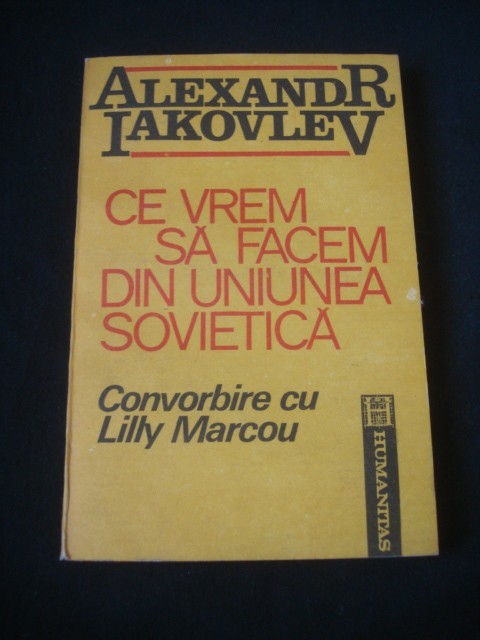 ALEXANDR
IAKOVLEV
CE VREM
SĂ FACEM
DIN UNIUNEA
SOVIETICĂ
Convorbire cu
Lilly Marcou
HUMANITAS